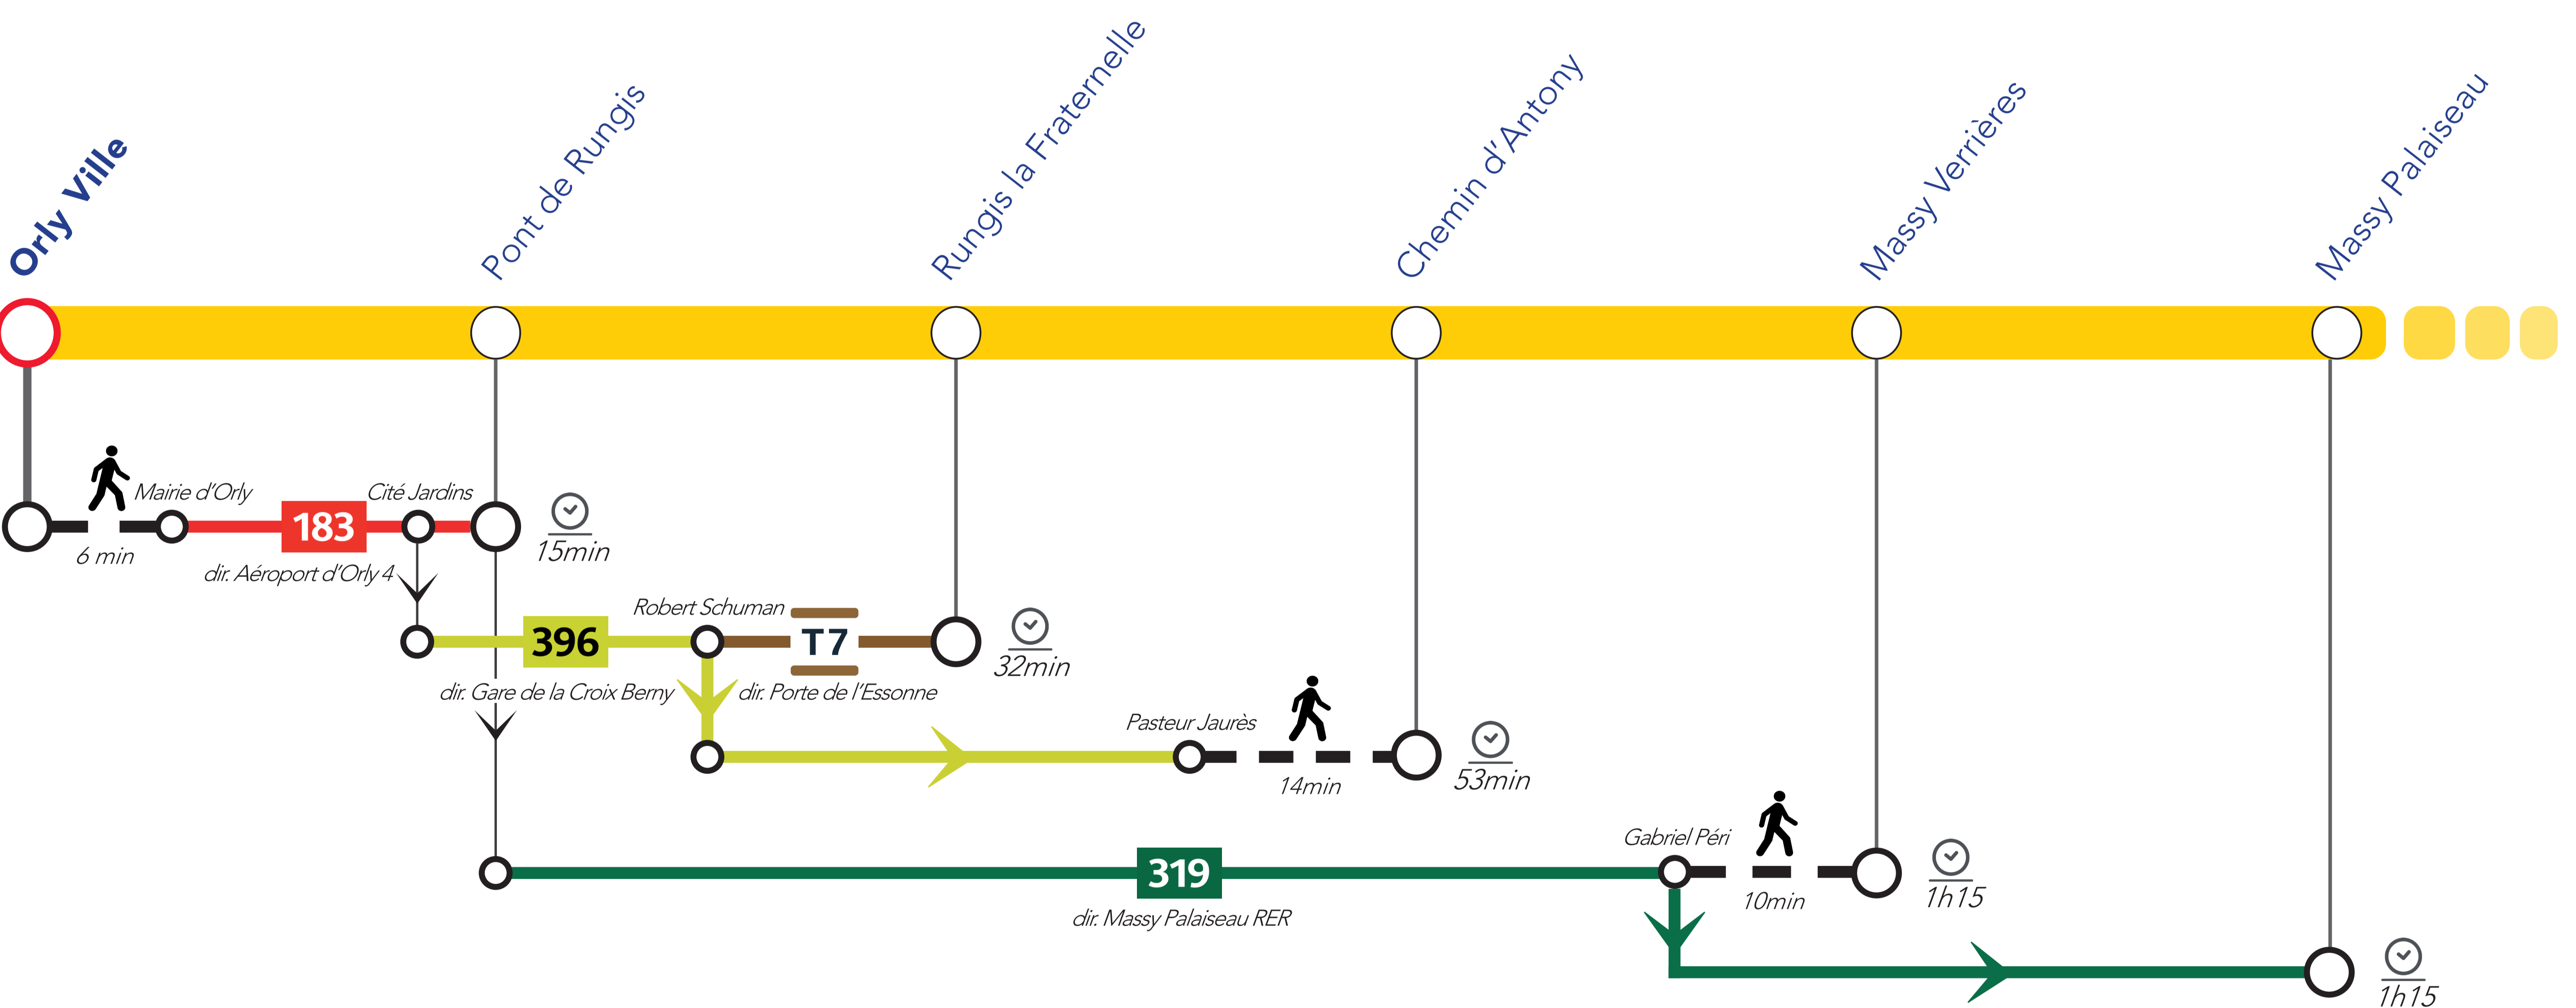 Orly Ville
Pont de Rungis
Rungis la Fraternelle
Chemin d'Antony
Massy Verrières
Massy Palaiseau
Mairie d'Orly
Cité Jardins
183
6 min
15min
dir. Aéroport d'Orly 4
Robert Schuman
396
T7
32min
dir. Gare de la Croix Berny
dir. Porte de l'Essonne
Pasteur Jaurès
14min
53min
Gabriel Péri
319
10min
1h15
dir. Massy Palaiseau RER
1h15